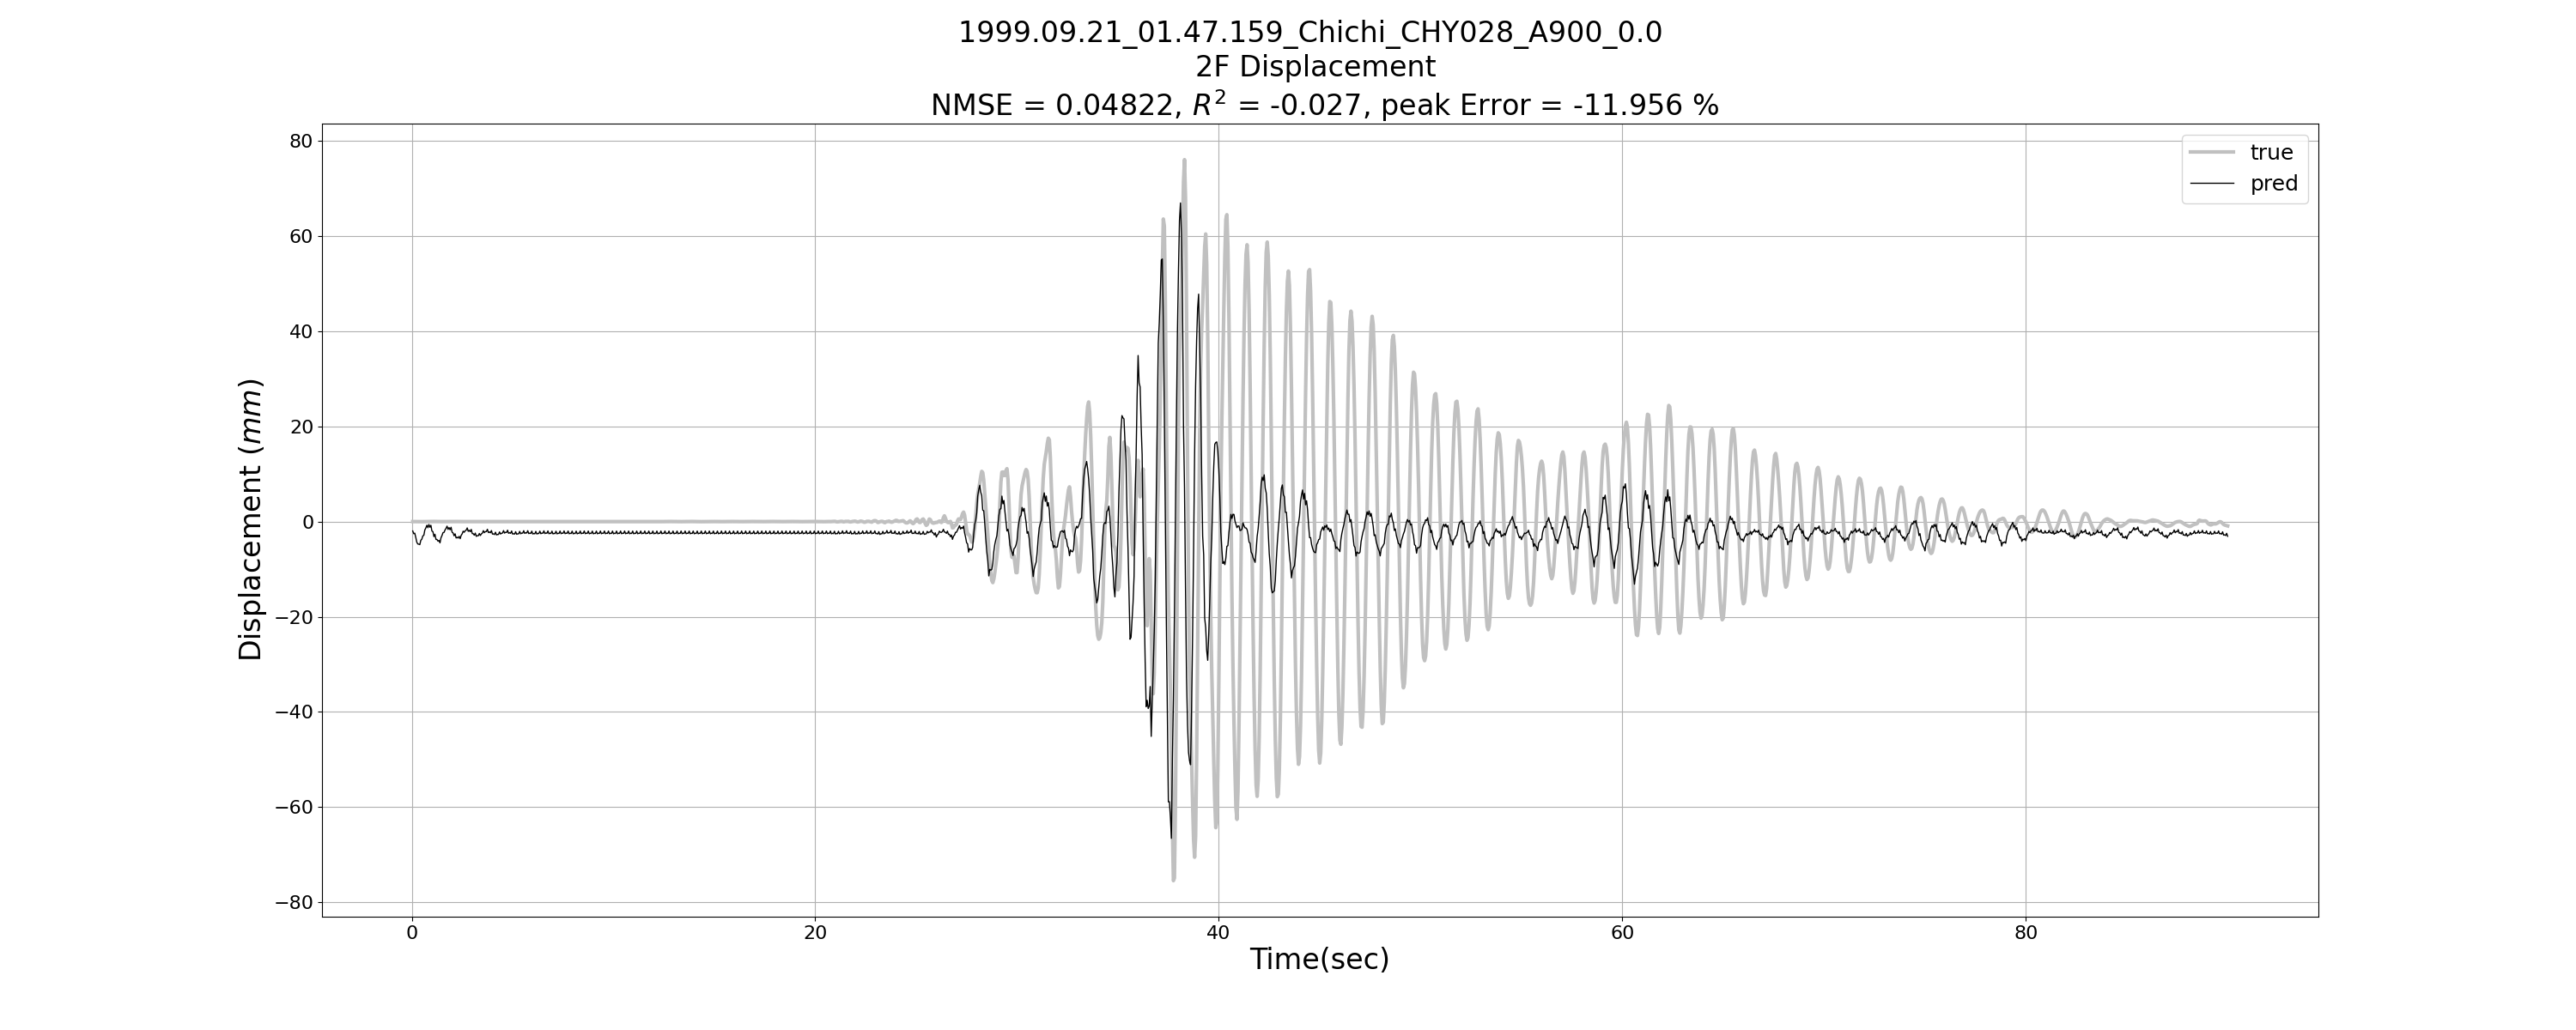 1999.09.21_01.47.159_Chichi_CHY028_A900_0.0
2F Displacement
NMSE = 0.04822, R² = -0.027, peak Error = -11.956 %
true
pred
80
60
40
20
0
−20
−40
−60
−80
Displacement (mm)
0 20 40 60 80
Time(sec)